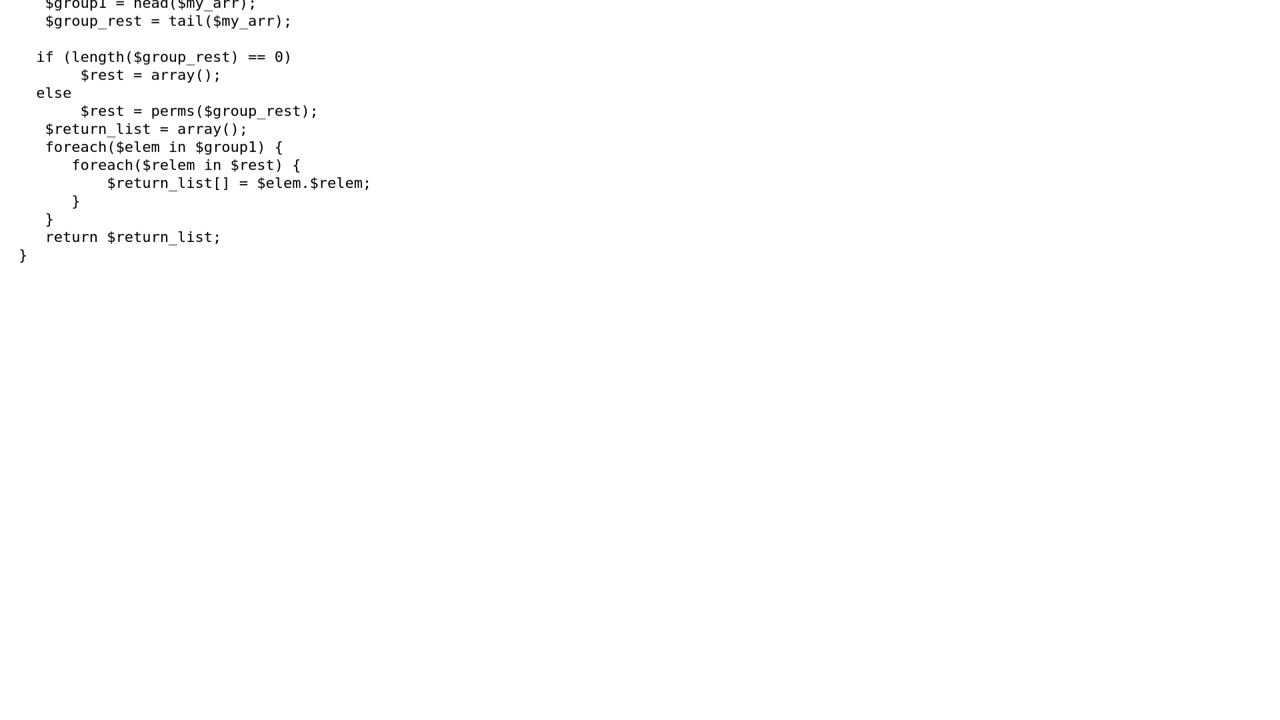 $group1 = head($my_arr);
$group_rest = tail($my_arr);
if (length($group_rest) == 0)
$rest = array();
else
$rest = perms($group_rest);
$return_list = array();
foreach($elem in $group1) {
foreach($relem in $rest) {
$return_list[] = $elem.$relem;
}
}
return $return_list;
}